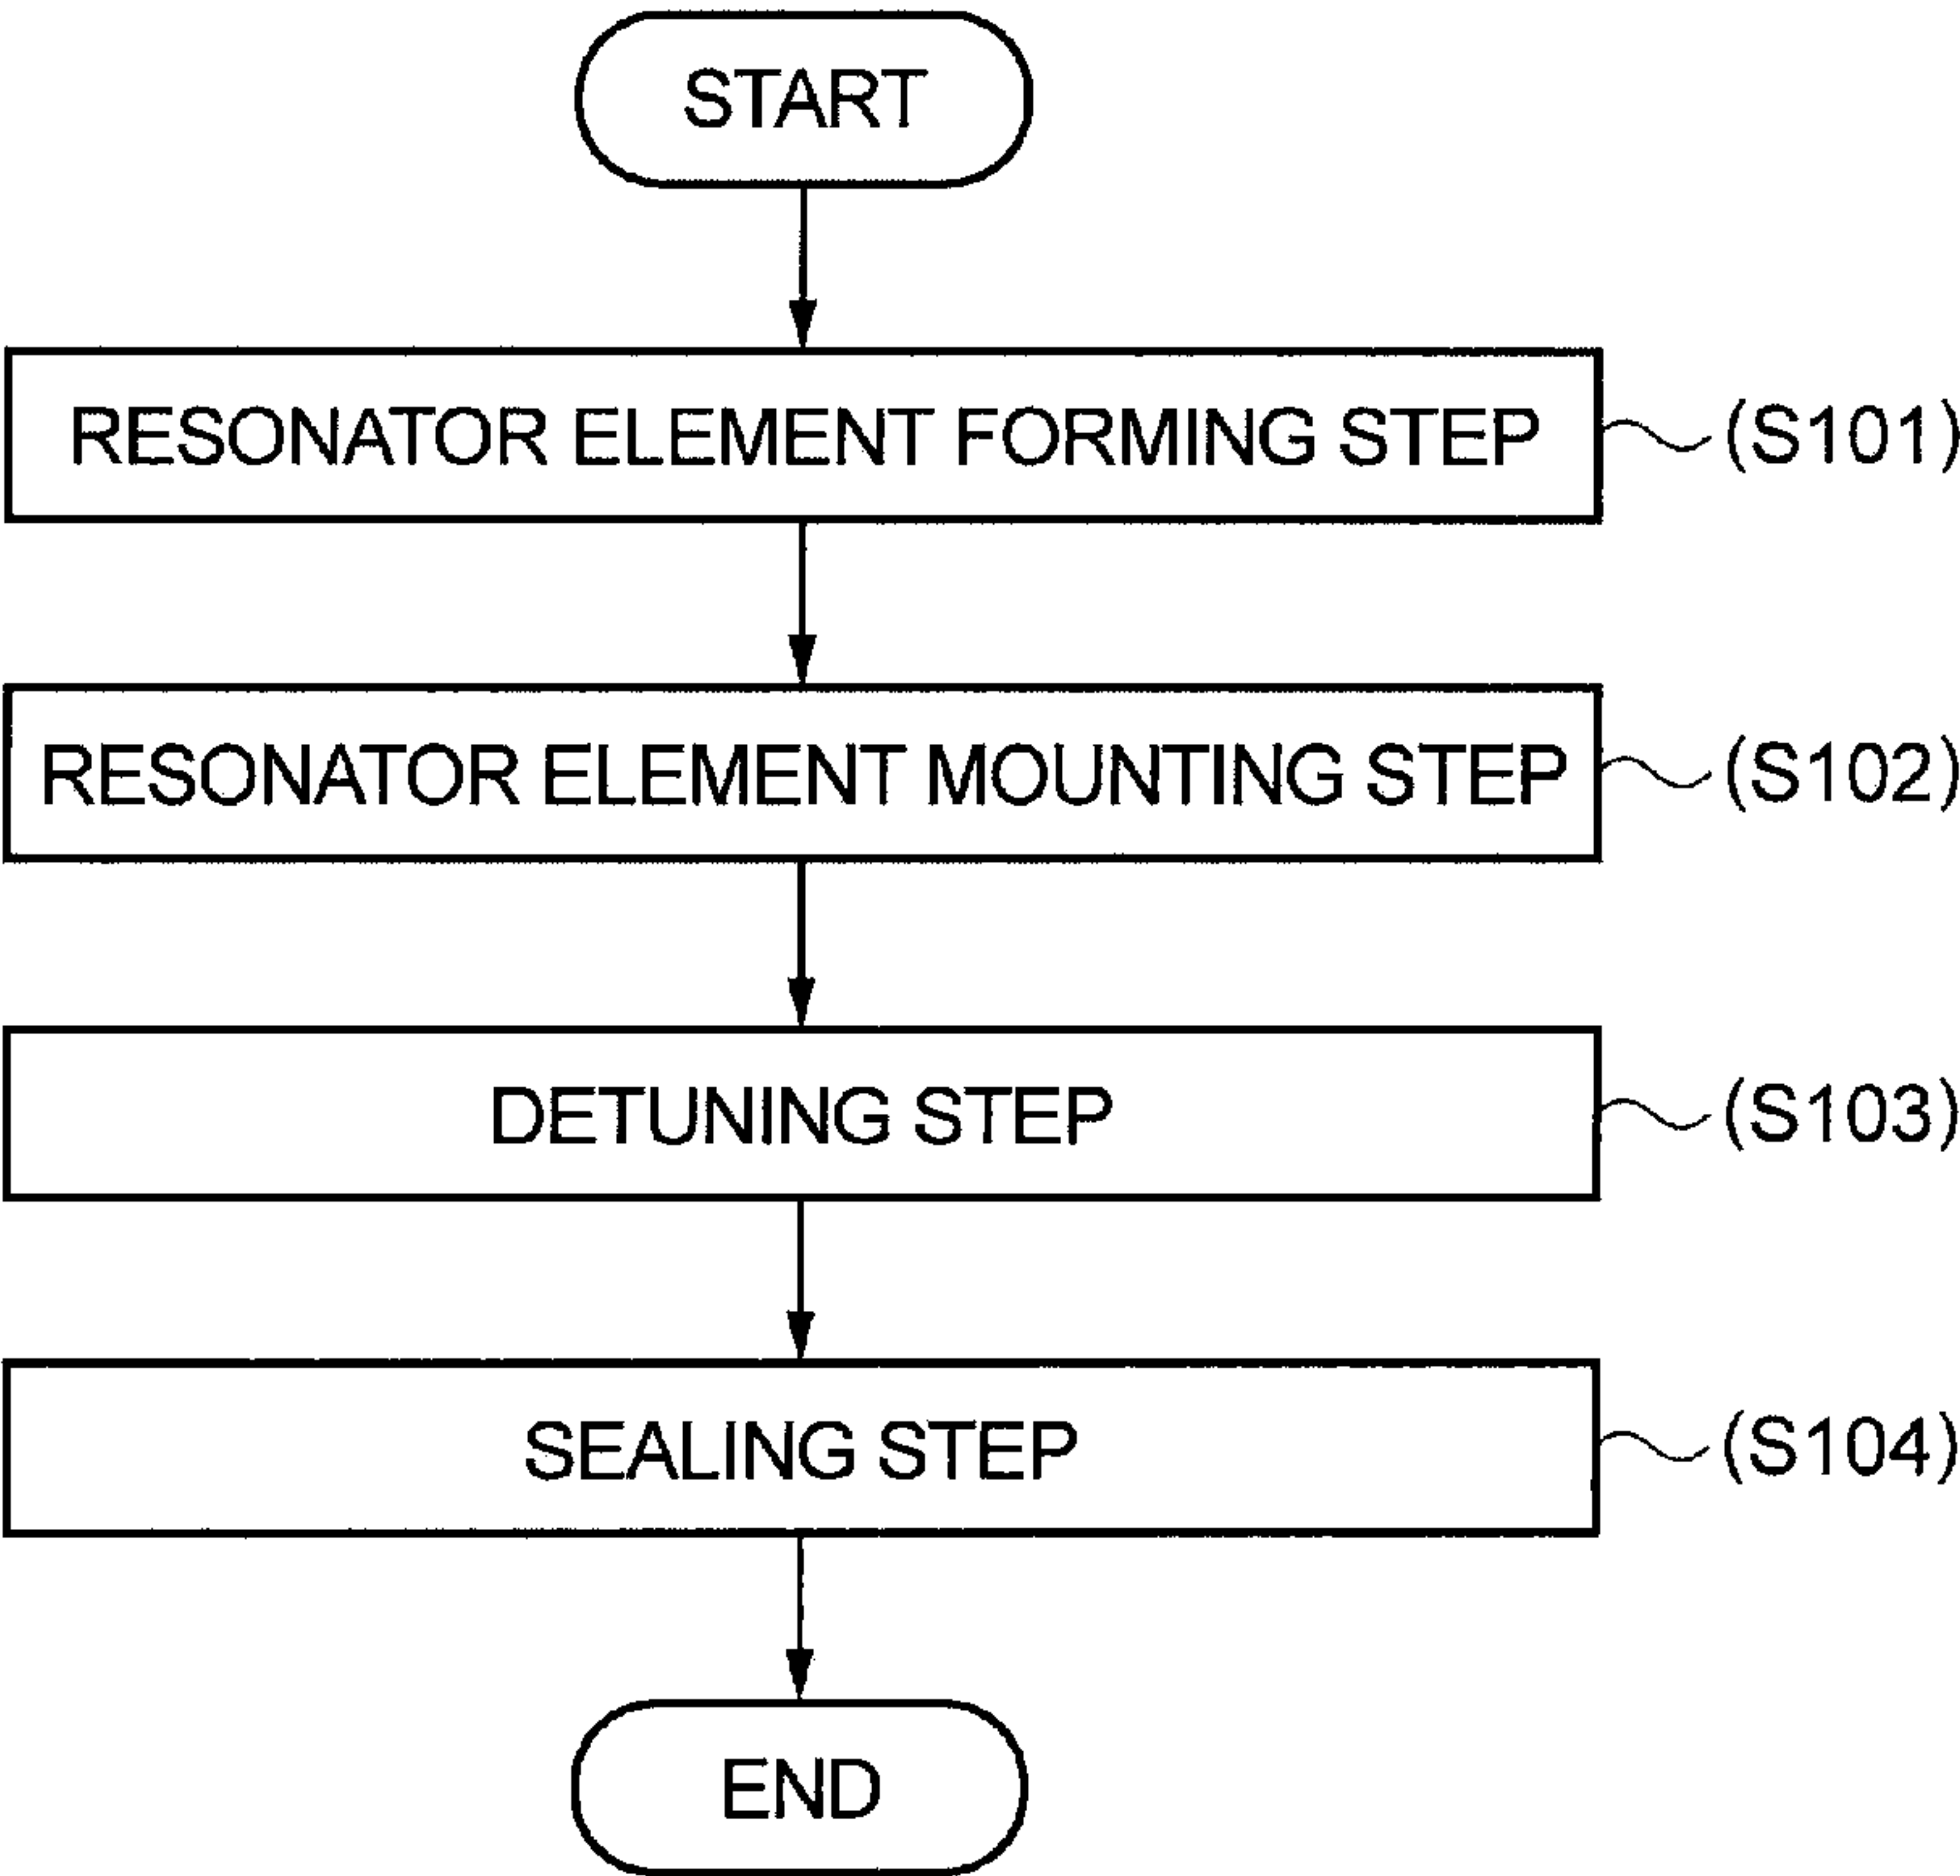 START
RESONATOR ELEMENT FORMING STEP (S101)
RESONATOR ELEMENT MOUNTING STEP (S102)
DETUNING STEP (S103)
SEALING STEP (S104)
END